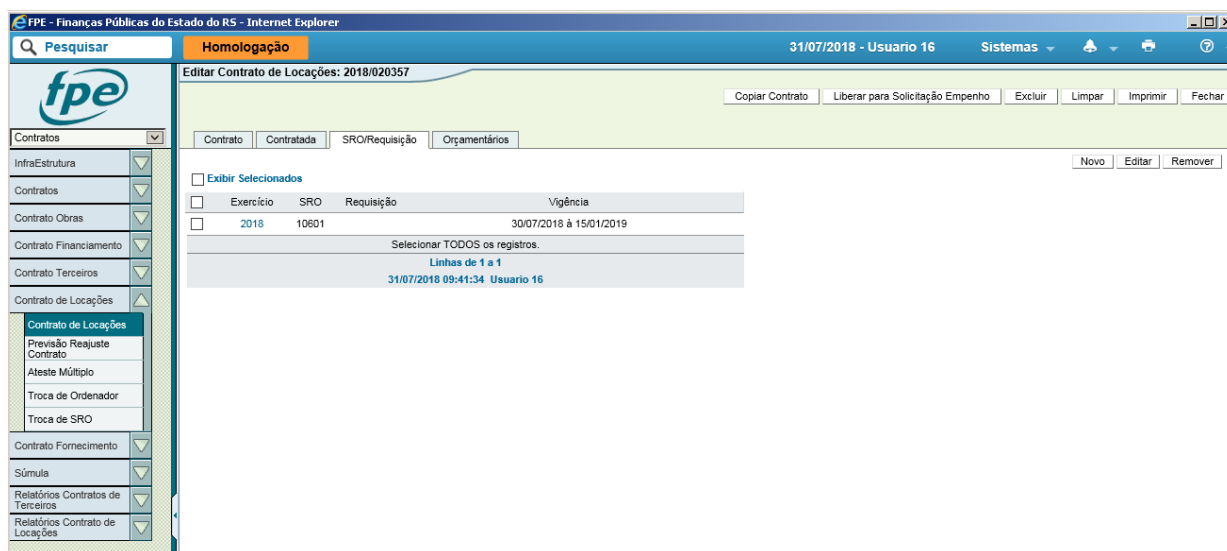 FPE - Finanças Públicas do Estado do RS - Internet Explorer
Pesquisar
Homologação
31/07/2018 - Usuario 16
Sistemas
fpe
Editar Contrato de Locações: 2018/020357
Copiar Contrato
Liberar para Solicitação Empenho
Excluir
Limpar
Imprimir
Fechar
Contratos
Contrato
Contratada
SRO/Requisição
Orçamentários
Novo
Editar
Remover
InfraEstrutura
Contratos
Contrato Obras
Contrato Financiamento
Contrato Terceiros
Contrato de Locações
Contrato de Locações
Previsão Reajuste
Contrato
Ateste Múltiplo
Troca de Ordenador
Troca de SRO
Contrato Fornecimento
Súmula
Relatórios Contratos de
Terceiros
Relatórios Contrato de
Locações
Exibir Selecionados
Exercício SRO Requisição Vigência
2018 10601 30/07/2018 à 15/01/2019
Selecionar TODOS os registros.
Linhas de 1 a 1
31/07/2018 09:41:34 Usuario 16